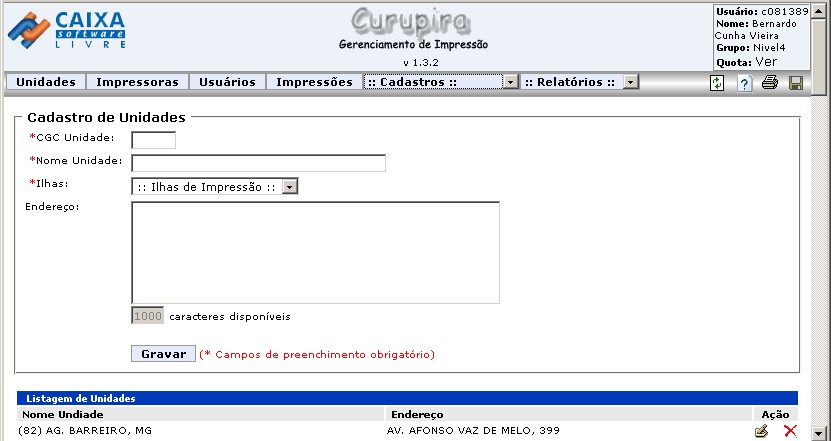 CAIXA
software
LIVRE
Curupira
Gerenciamento de Impressão
v 1.3.2
Usuário: c081389
Nome: Bernardo
Cunha Vieira
Grupo: Nivel4
Quota: Ver
Unidades Impressoras Usuários Impressões :: Cadastros :: :: Relatórios ::
Cadastro de Unidades
*CGC Unidade:
*Nome Unidade:
*Ilhas: :: Ilhas de Impressão ::
Endereço:
1000 caracteres disponíveis
Gravar (* Campos de preenchimento obrigatório)
Listagem de Unidades
Nome Undiade Endereço Ação
(82) AG. BARREIRO, MG AV. AFONSO VAZ DE MELO, 399